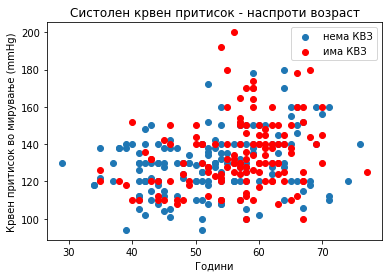 Систолен крвен притисок - наспроти возраст
нема КВЗ
има КВЗ
Крвен притисок во мирување (mmHg)
200
180
160
140
120
100
30 40 50 60 70
Години